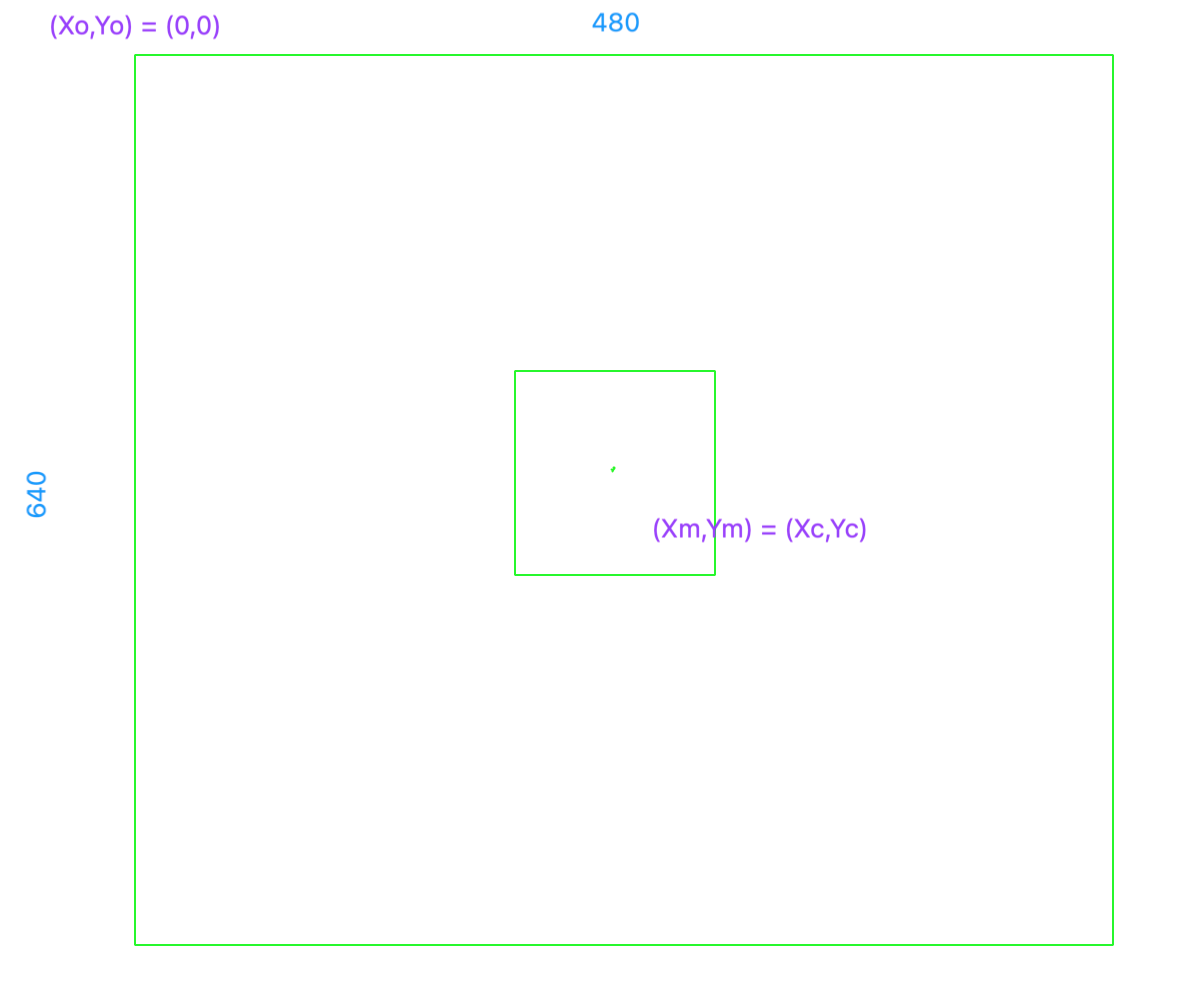 (Xo,Yo) = (0,0)
480
640
(Xm,Ym) = (Xc,Yc)